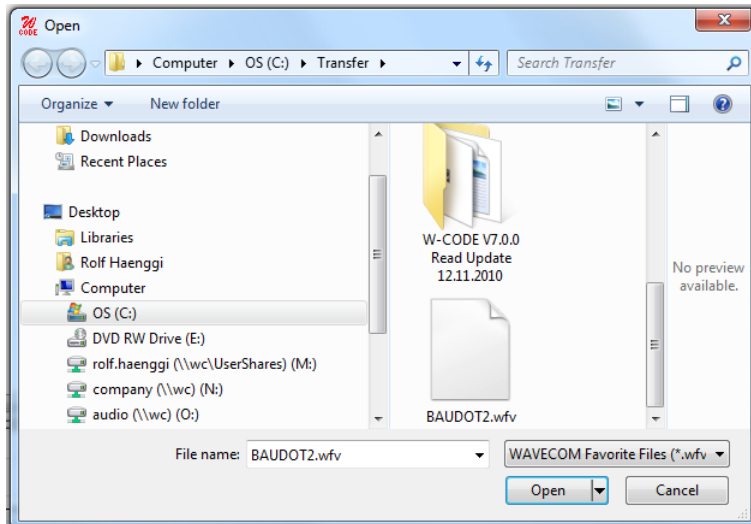 W
CODE
Open
Computer
OS (C:)
Transfer
Search Transfer
Organize
New folder
Downloads
Recent Places
Desktop
Libraries
Rolf Haenggi
Computer
OS (C:)
DVD RW Drive (E:)
rolf.haenggi (\\wc\UserShares) (M:)
company (\\wc) (N:)
audio (\\wc) (O:)
W-CODE V7.0.0
Read Update
12.11.2010
BAUDOT2.wfv
No preview
available.
File name:
BAUDOT2.wfv
WAVECOM Favorite Files (*.wfv
Open
Cancel